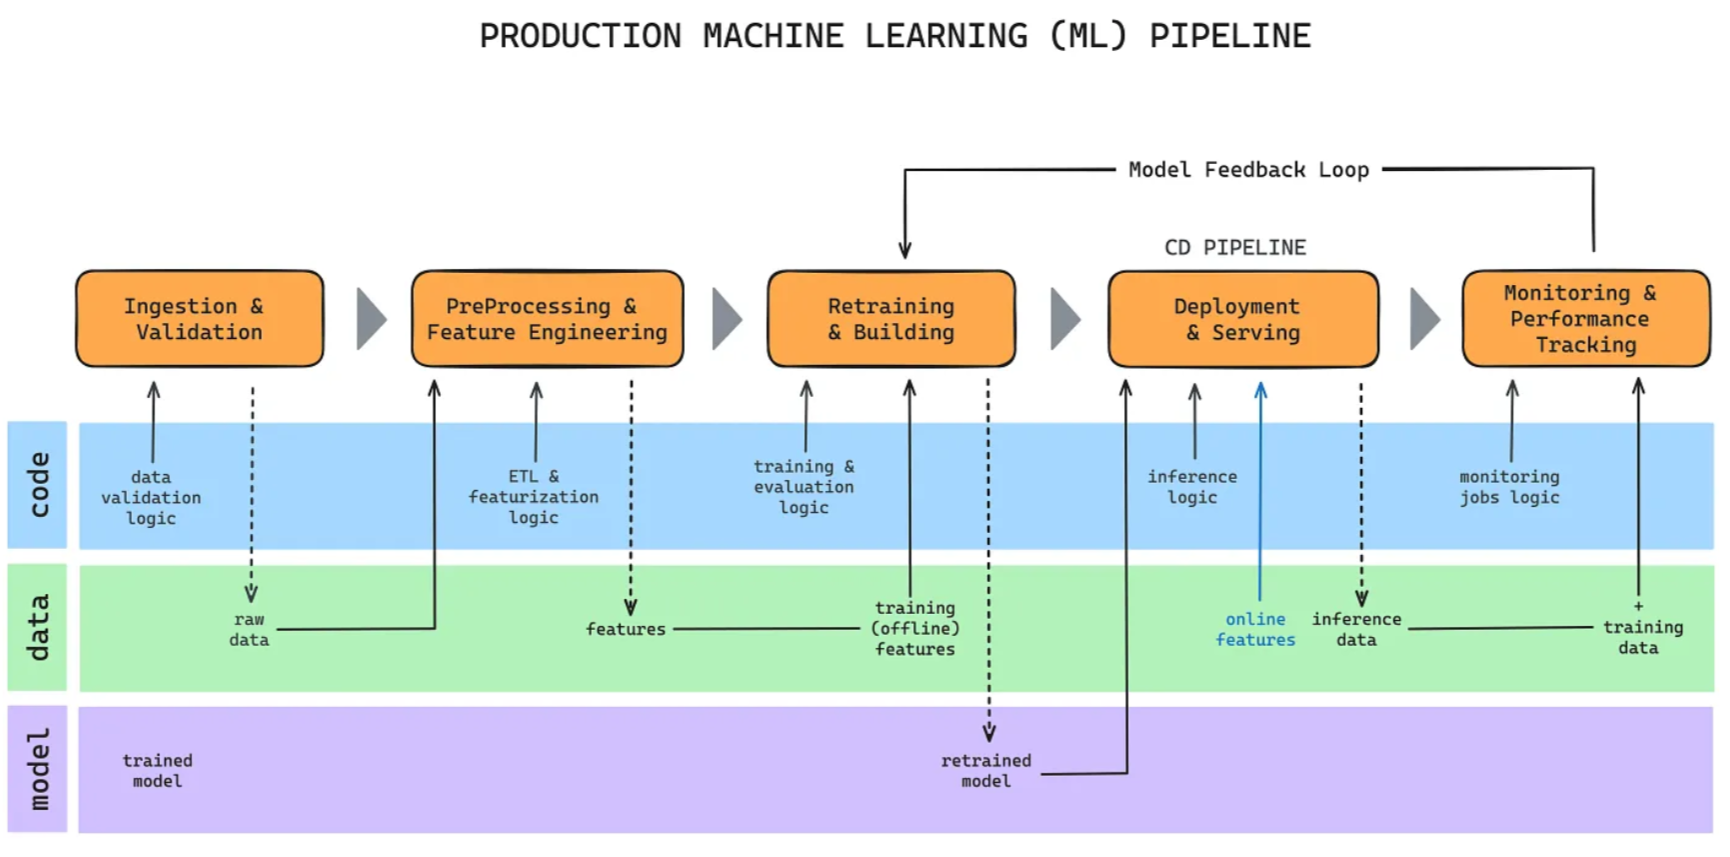 PRODUCTION MACHINE LEARNING (ML) PIPELINE
Model Feedback Loop
CD PIPELINE
Ingestion &
Validation
PreProcessing &
Feature Engineering
Retraining
& Building
Deployment
& Serving
Monitoring &
Performance
Tracking
code
data
validation
logic
ETL &
featurization
logic
training &
evaluation
logic
inference
logic
monitoring
jobs logic
data
raw
data
features
training
(offline)
features
online
features
inference
data
+
training
data
model
trained
model
retrained
model